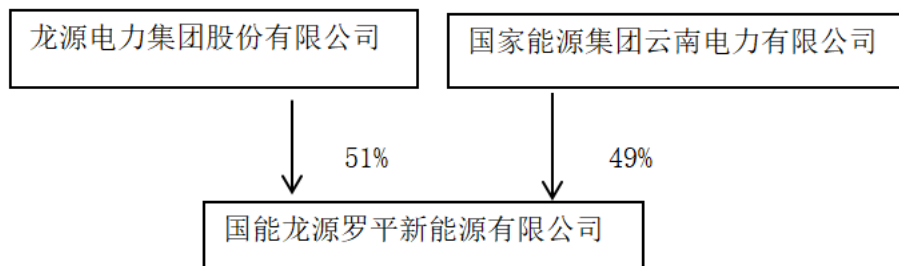 龙源电力集团股份有限公司
国家能源集团云南电力有限公司
51%
49%
国能龙源罗平新能源有限公司